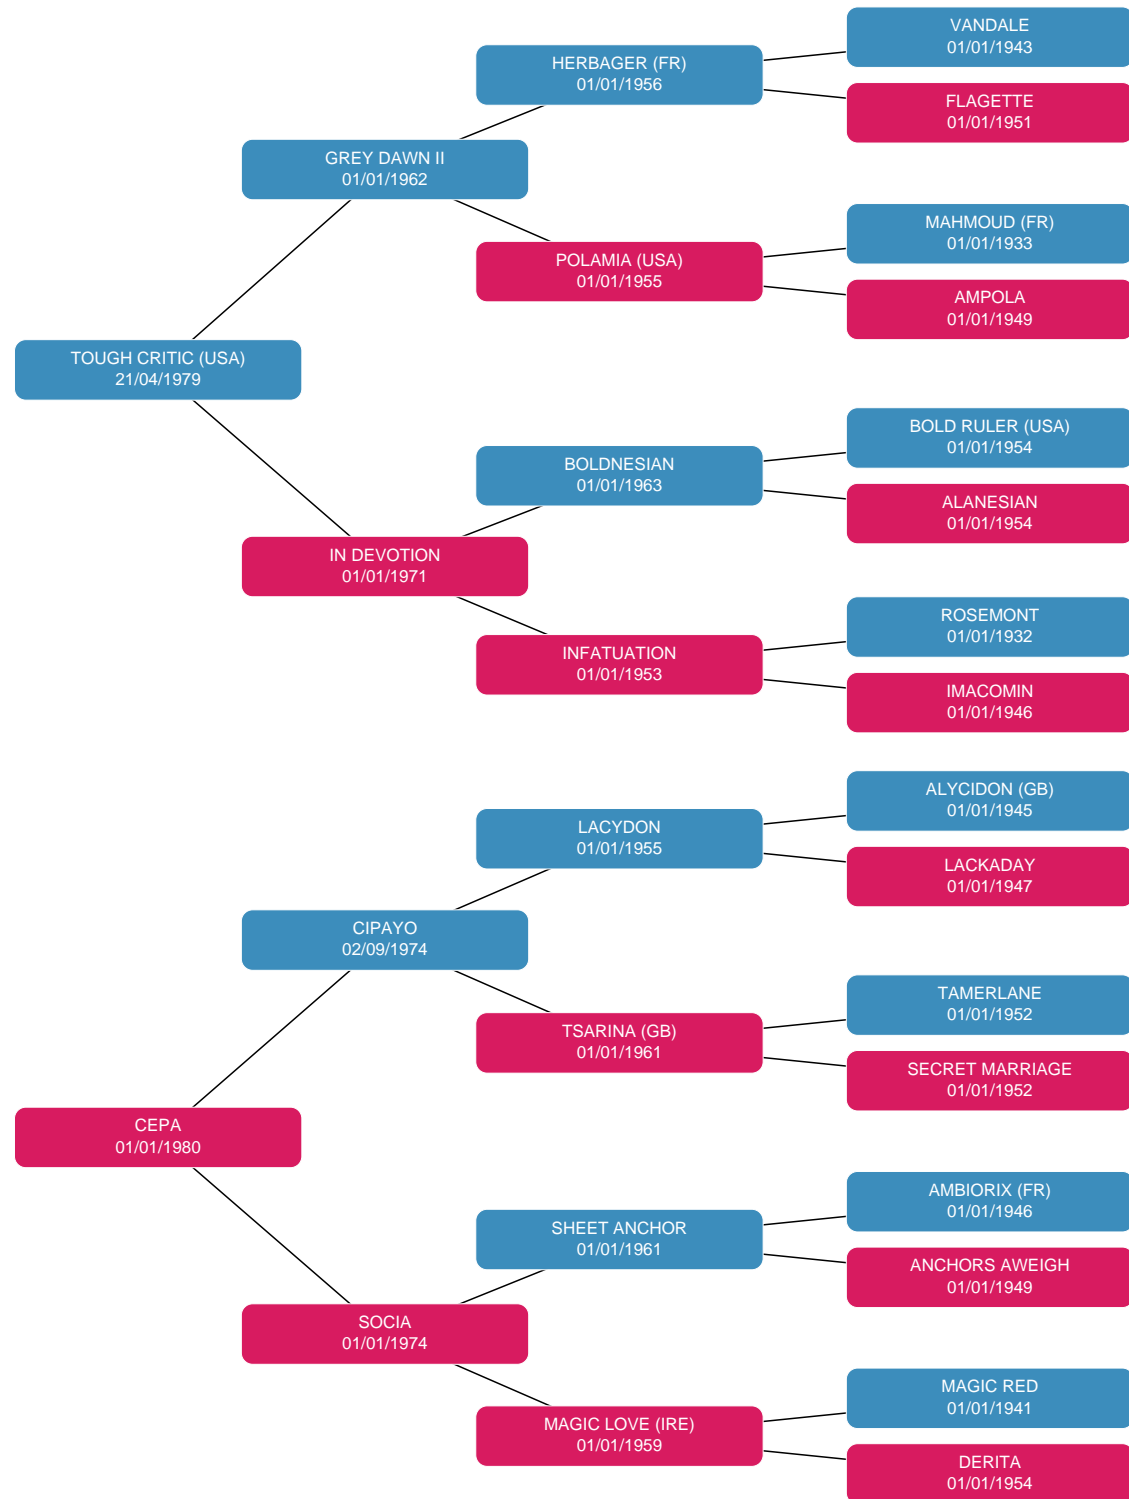 VANDALE
01/01/1943
HERBAGER (FR)
01/01/1956
FLAGETTE
01/01/1951
GREY DAWN II
01/01/1962
MAHMOUD (FR)
01/01/1933
POLAMIA (USA)
01/01/1955
AMPOLA
01/01/1949
TOUGH CRITIC (USA)
21/04/1979
BOLD RULER (USA)
01/01/1954
BOLDNESIAN
01/01/1963
ALANESIAN
01/01/1954
IN DEVOTION
01/01/1971
ROSEMONT
01/01/1932
INFATUATION
01/01/1953
IMACOMIN
01/01/1946
ALYCIDON (GB)
01/01/1945
LACYDON
01/01/1955
LACKADAY
01/01/1947
CIPAYO
02/09/1974
TAMERLANE
01/01/1952
TSARINA (GB)
01/01/1961
SECRET MARRIAGE
01/01/1952
CEPA
01/01/1980
AMBIORIX (FR)
01/01/1946
SHEET ANCHOR
01/01/1961
ANCHORS AWEIGH
01/01/1949
SOCIA
01/01/1974
MAGIC RED
01/01/1941
MAGIC LOVE (IRE)
01/01/1959
DERITA
01/01/1954